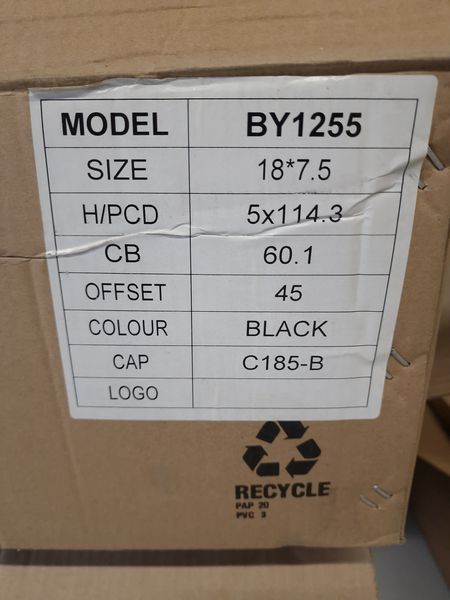 MODEL BY1255
SIZE 18*7.5
H/PCD 5x114.3
CB 60.1
OFFSET 45
COLOUR BLACK
CAP C185-B
LOGO
RECYCLE
PAP 20
PVC 3